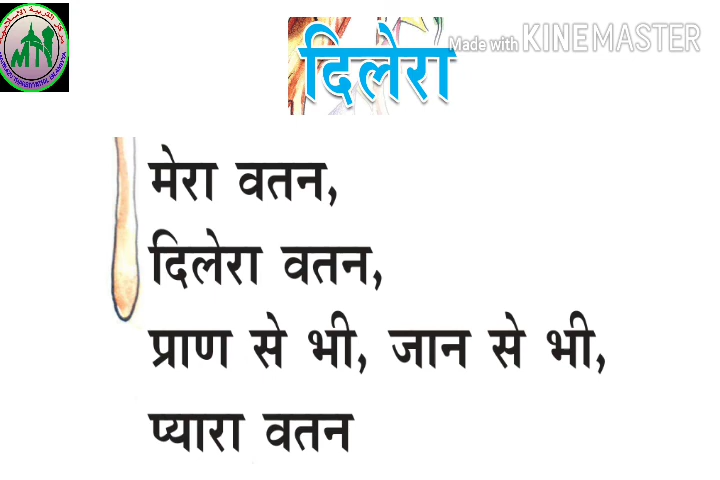 Made with KINEMASTER
दिलेरा
मेरा वतन,
दिलेरा वतन,
प्राण से भी, जान से भी,
प्यारा वतन